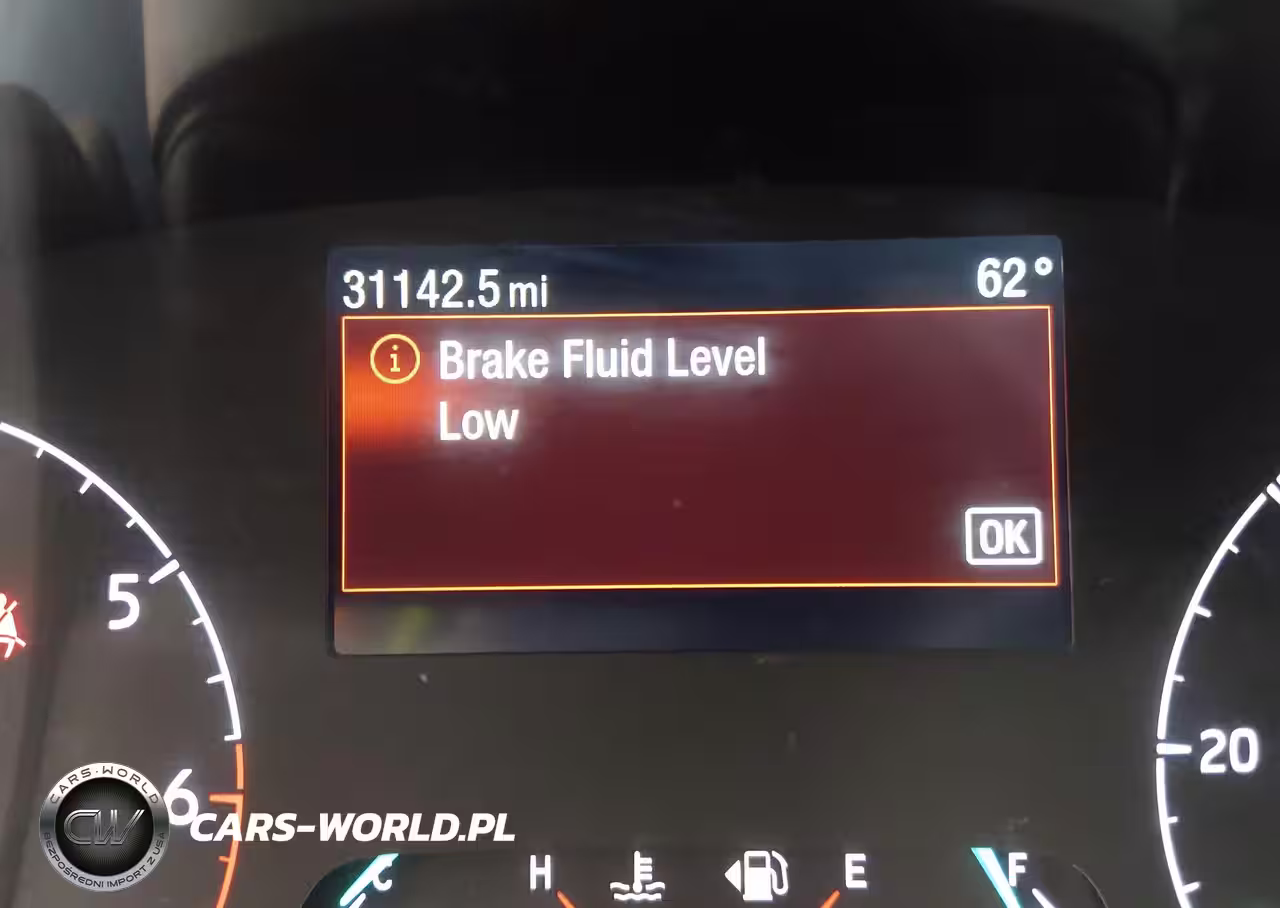 31142.5 mi
62°
i
Brake Fluid Level
Low
OK
5
6
20
CARS-WORLD
CW
BEZPOŚREDNI IMPORT Z USA
CARS-WORLD.PL
C
H
E
F